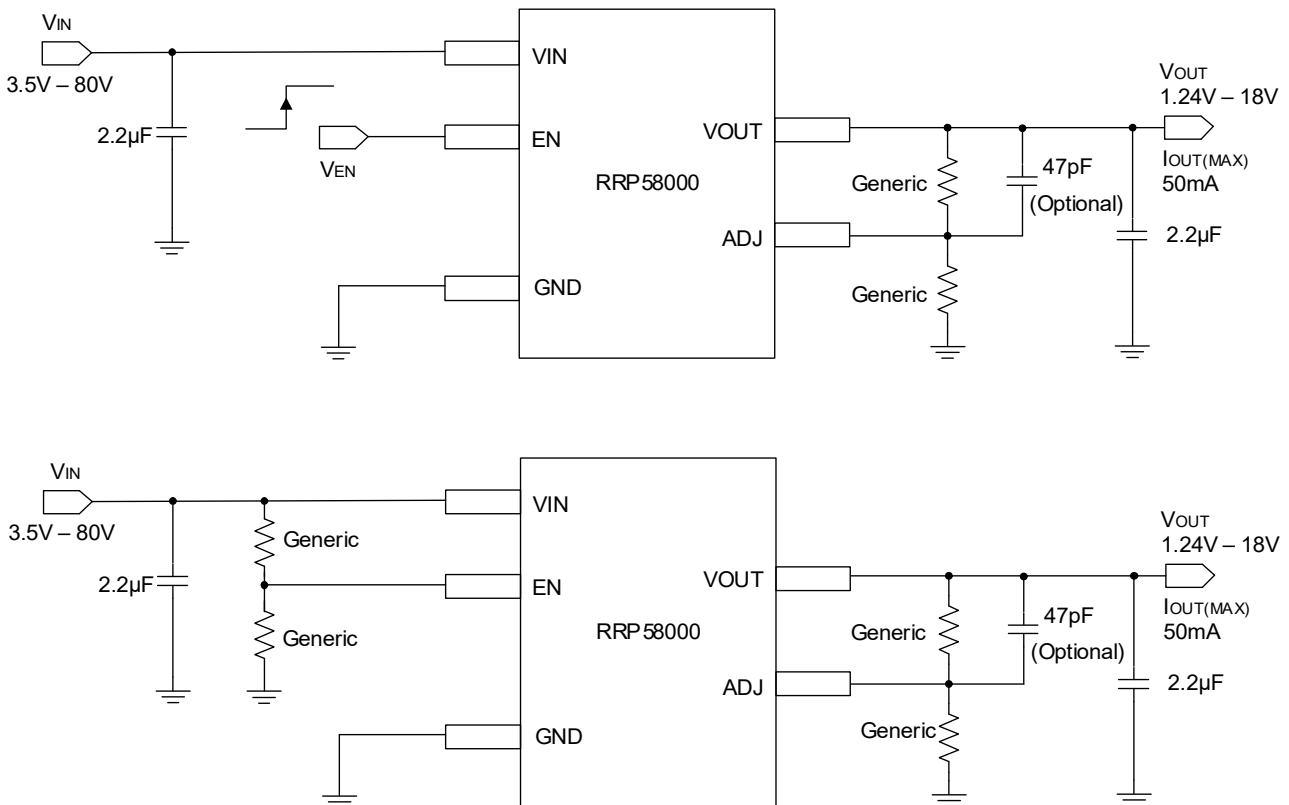 VIN
3.5V – 80V
2.2µF
VEN
VIN
EN
GND
RRP58000
VOUT
ADJ
Generic
Generic
47pF
(Optional)
VOUT
1.24V – 18V
IOUT(MAX)
50mA
2.2µF
VIN
3.5V – 80V
2.2µF
Generic
Generic
VIN
EN
GND
RRP58000
VOUT
ADJ
Generic
Generic
47pF
(Optional)
VOUT
1.24V – 18V
IOUT(MAX)
50mA
2.2µF